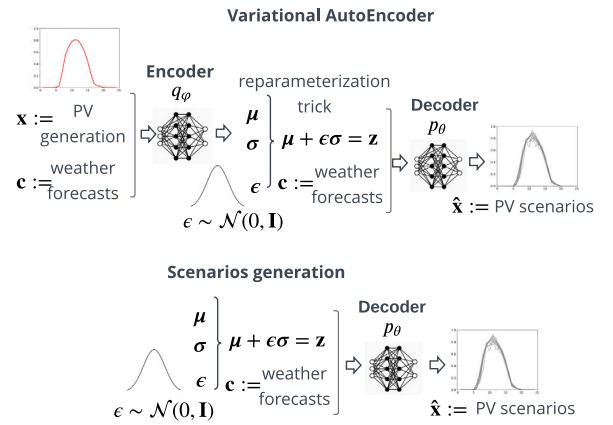 Variational AutoEncoder
Encoder
q_φ
reparameterization
trick
Decoder
p_θ
x := PV
generation
c := weather
forecasts
μ
σ
ϵ
μ + ϵσ = z
c := weather
forecasts
ϵ ∼ 𝒩(0, I)
x̂ := PV scenarios
Scenarios generation
Decoder
p_θ
μ
σ
ϵ
μ + ϵσ = z
c := weather
forecasts
ϵ ∼ 𝒩(0, I)
x̂ := PV scenarios